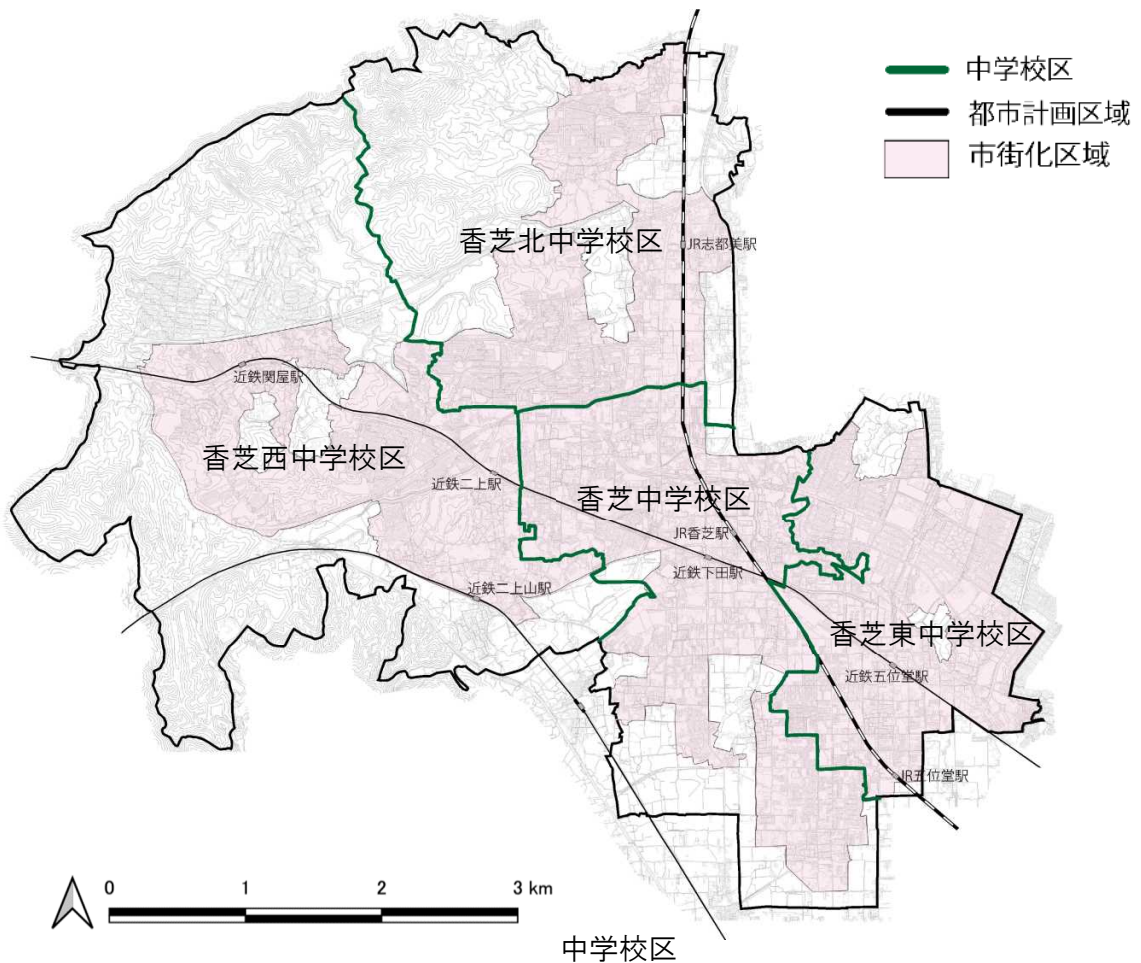 中学校区
都市計画区域
市街化区域
香芝北中学校区
JR志都美駅
近鉄関屋駅
香芝西中学校区
近鉄二上駅
香芝中学校区
JR香芝駅
近鉄下田駅
近鉄二上山駅
香芝東中学校区
近鉄五位堂駅
JR五位堂駅
0 1 2 3 km
中学校区